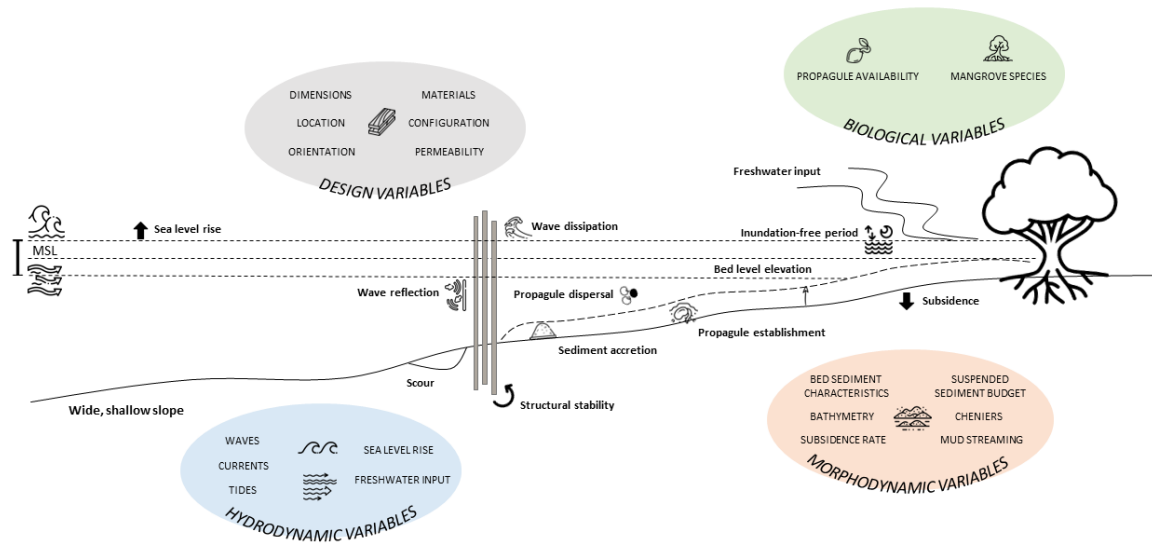 PROPAGULE AVAILABILITY
MANGROVE SPECIES
BIOLOGICAL VARIABLES
DIMENSIONS
MATERIALS
LOCATION
CONFIGURATION
ORIENTATION
PERMEABILITY
DESIGN VARIABLES
Freshwater input
Sea level rise
Wave dissipation
Inundation-free period
MSL
Bed level elevation
Wave reflection
Propagule dispersal
Subsidence
Propagule establishment
Sediment accretion
Scour
Structural stability
Wide, shallow slope
BED SEDIMENT
CHARACTERISTICS
SUSPENDED
SEDIMENT BUDGET
BATHYMETRY
CHENIERS
SUBSIDENCE RATE
MUD STREAMING
MORPHODYNAMIC VARIABLES
WAVES
SEA LEVEL RISE
CURRENTS
FRESHWATER INPUT
TIDES
HYDRODYNAMIC VARIABLES